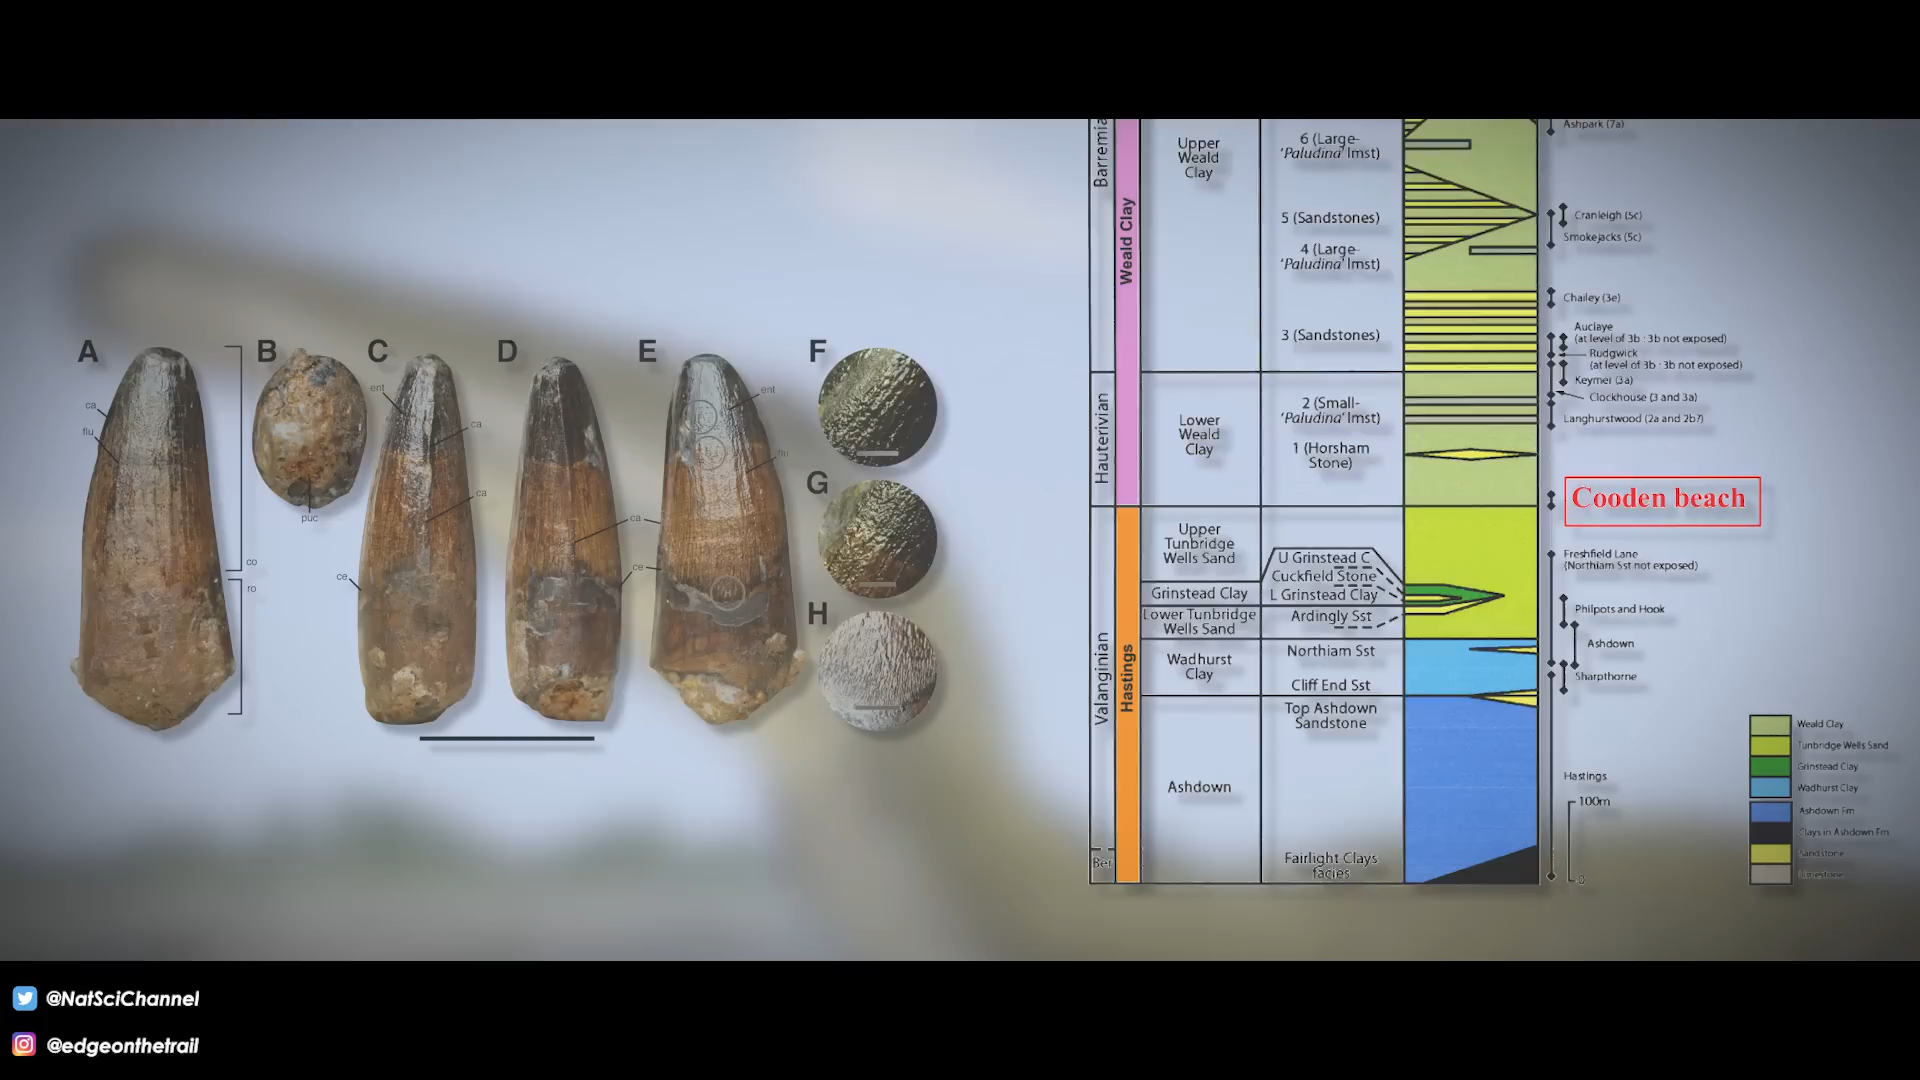 A
B
C
D
E
F
G
H
ca
flu
puc
ent
ca
ca
ce
ca
ce
ent
flu
co
ro
Barremia
Hauterivian
Valanginian
Ber
Weald Clay
Hastings
Upper
Weald
Clay
Lower
Weald
Clay
Upper
Tunbridge
Wells Sand
Grinstead Clay
Lower Tunbridge
Wells Sand
Wadhurst
Clay
Ashdown
6 (Large-
'Paludina' lmst)
5 (Sandstones)
4 (Large-
'Paludina' lmst)
3 (Sandstones)
2 (Small-
'Paludina' lmst)
1 (Horsham
Stone)
U Grinstead C
Cuckfield Stone
L Grinstead Clay
Ardingly Sst
Northiam Sst
Cliff End Sst
Top Ashdown
Sandstone
Fairlight Clays
facies
Ashpark (7a)
Cranleigh (5c)
Smokejacks (5c)
Chailey (3e)
Auclaye
(at level of 3b : 3b not exposed)
Rudgwick
(at level of 3b : 3b not exposed)
Keymer (3a)
Clockhouse (3 and 3a)
Langhurstwood (2a and 2b?)
Cooden beach
Freshfield Lane
(Northiam Sst not exposed)
Philpots and Hook
Ashdown
Sharpthorne
Hastings
100m
0
Weald Clay
Tunbridge Wells Sand
Grinstead Clay
Wadhurst Clay
Ashdown Fm
Clays in Ashdown Fm
Sandstone
Limestone
@NatSciChannel
@edgeonthetrail